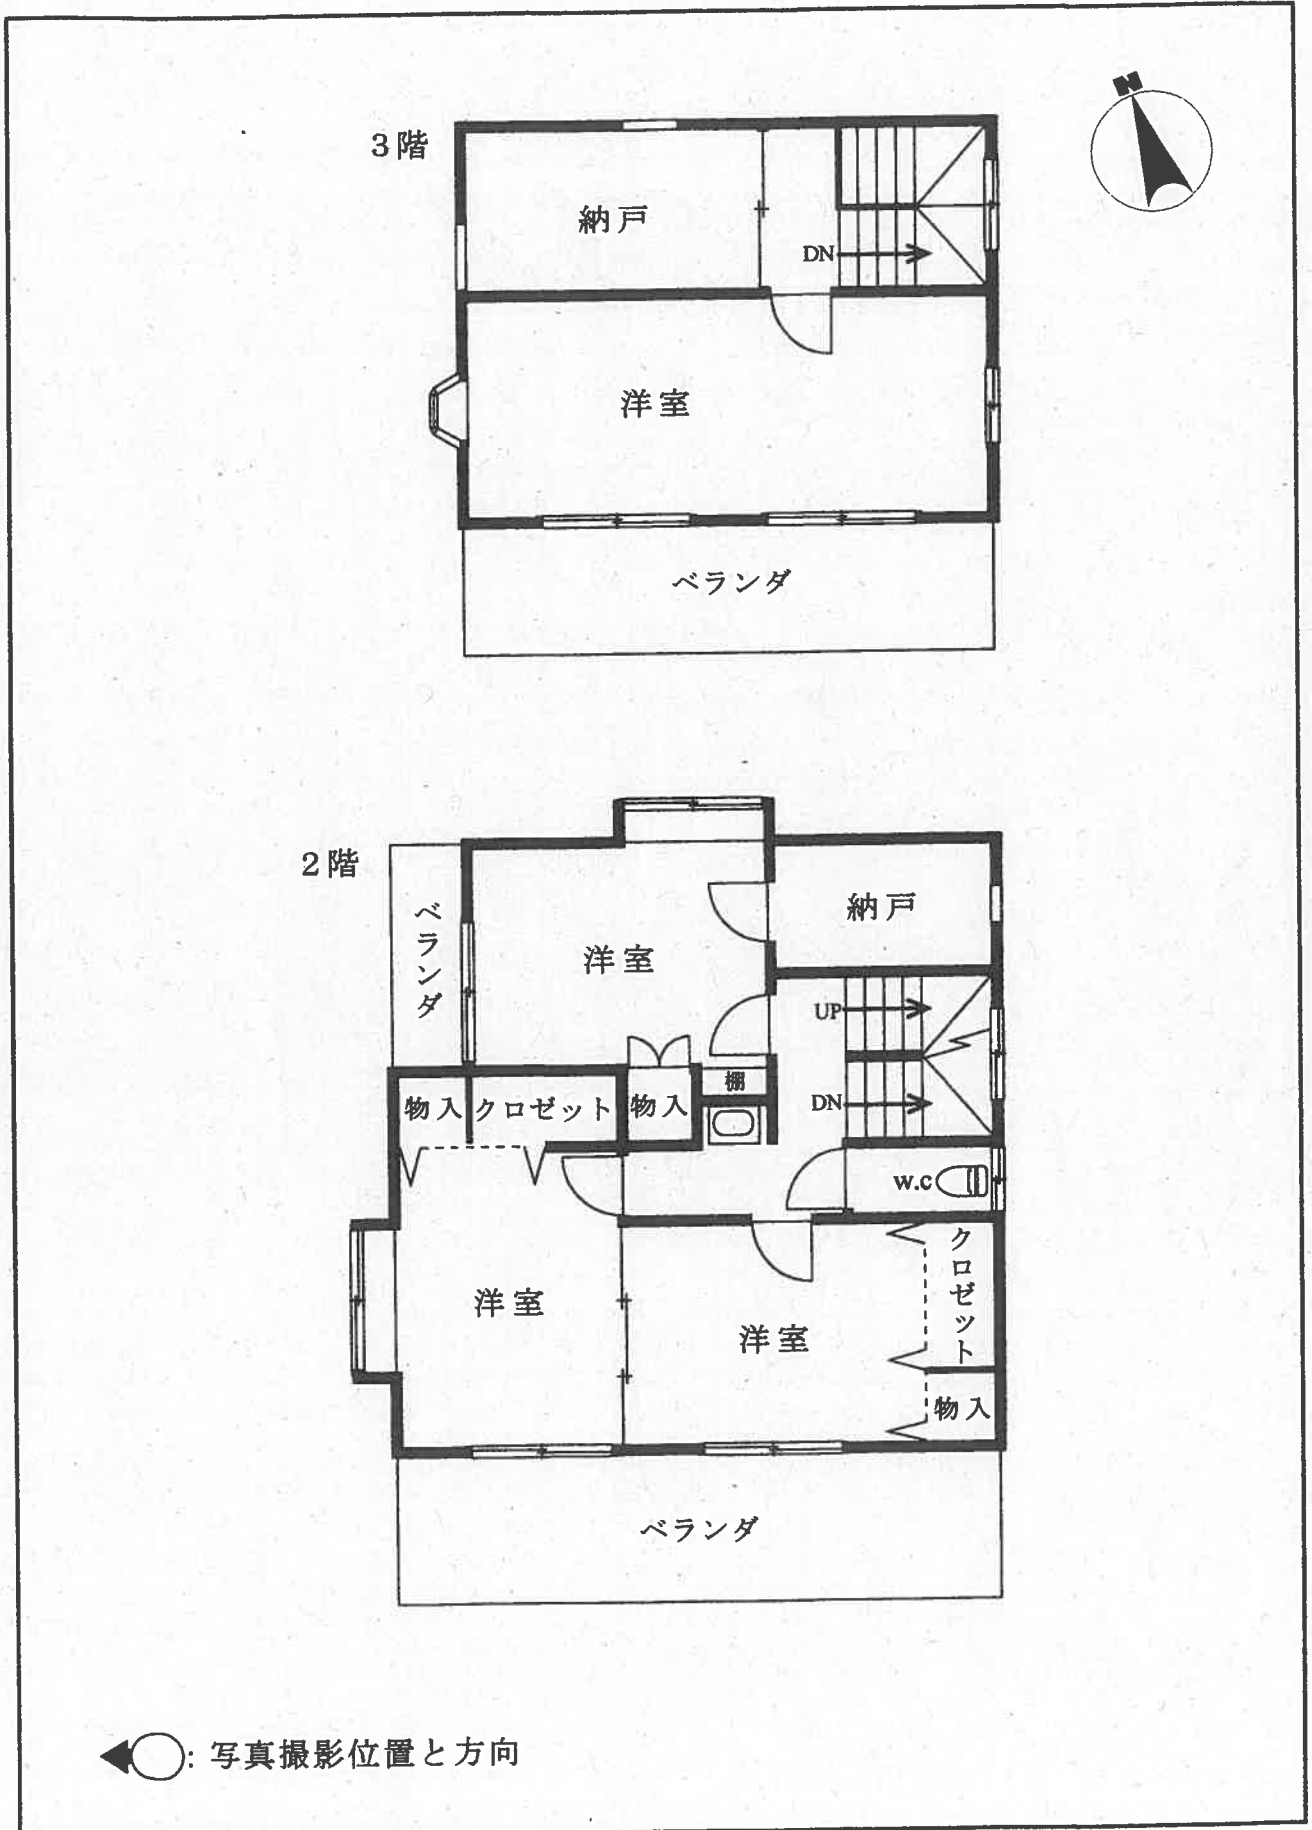 N
3階
納戸
DN
洋室
ベランダ
2階
ベランダ
洋室
納戸
UP
DN
物入
クロゼット
物入
棚
W.C
洋室
洋室
クロゼット
物入
ベランダ
: 写真撮影位置と方向